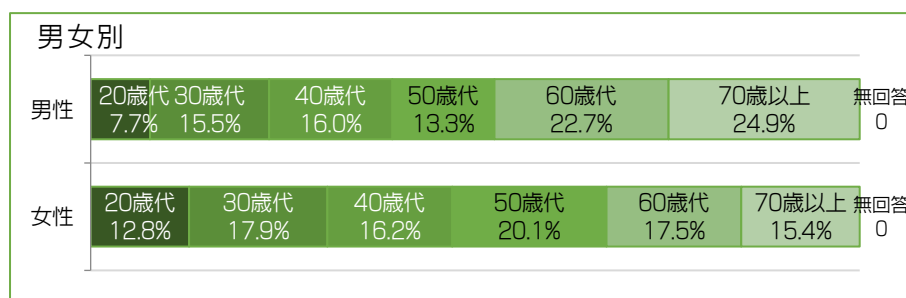 男女別
男性
20歳代 30歳代 40歳代 50歳代 60歳代 70歳以上 無回答
7.7% 15.5% 16.0% 13.3% 22.7% 24.9% 0
女性
20歳代 30歳代 40歳代 50歳代 60歳代 70歳以上 無回答
12.8% 17.9% 16.2% 20.1% 17.5% 15.4% 0